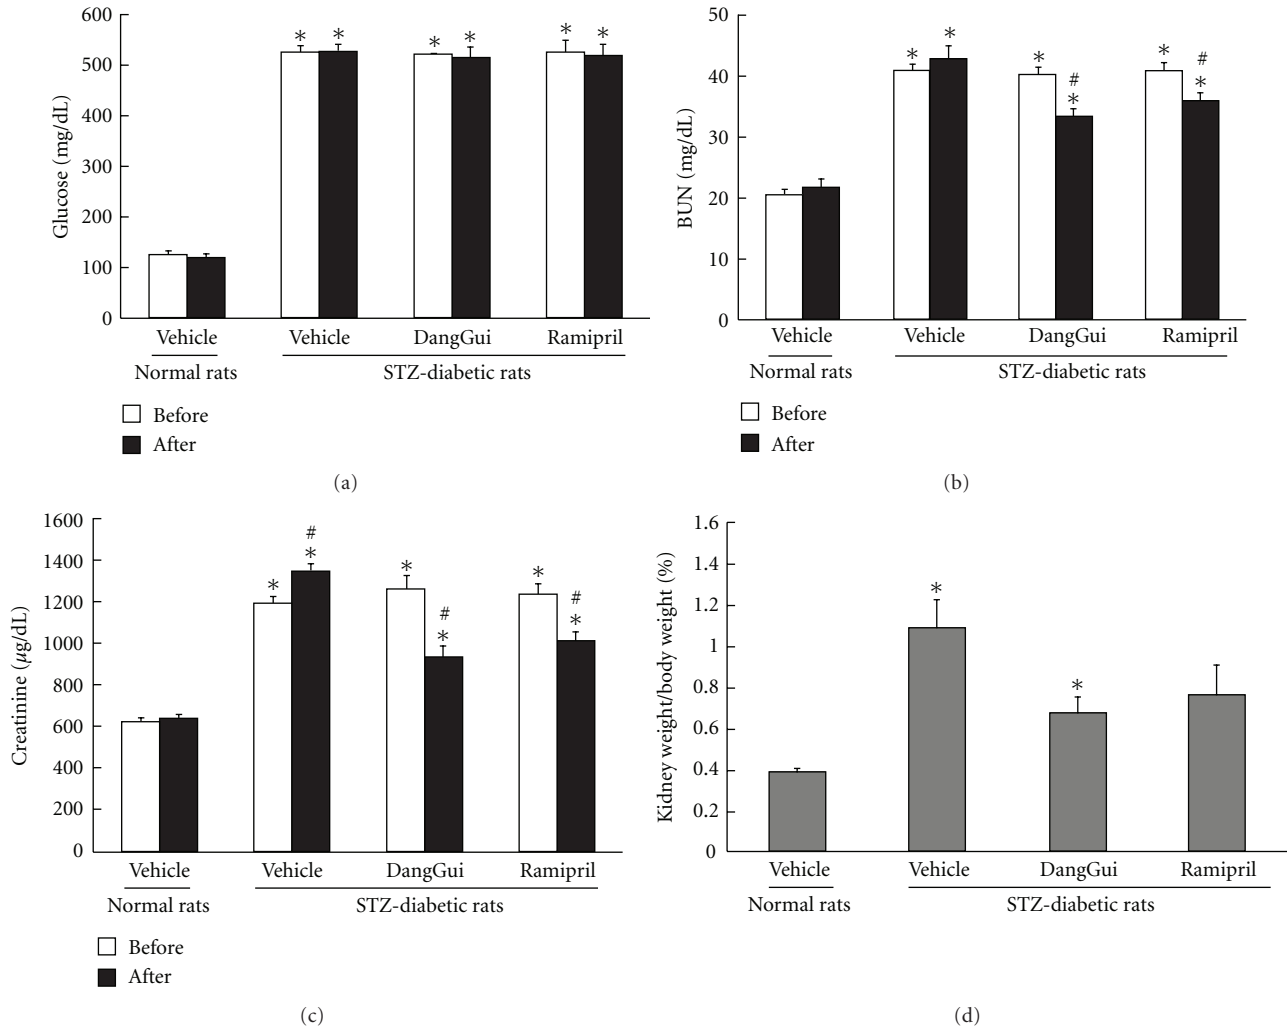 600
500
400
300
200
100
0
Glucose (mg/dL)
* * * * * *
Vehicle Vehicle DangGui Ramipril
Normal rats STZ-diabetic rats
Before
After
(a)
50
40
30
20
10
0
BUN (mg/dL)
* * * # * * # *
Vehicle Vehicle DangGui Ramipril
Normal rats STZ-diabetic rats
Before
After
(b)
1600
1400
1200
1000
800
600
400
200
0
Creatinine (µg/dL)
* # * * # * * # *
Vehicle Vehicle DangGui Ramipril
Normal rats STZ-diabetic rats
Before
After
(c)
1.6
1.4
1.2
1
0.8
0.6
0.4
0.2
0
Kidney weight/body weight (%)
* *
Vehicle Vehicle DangGui Ramipril
Normal rats STZ-diabetic rats
(d)